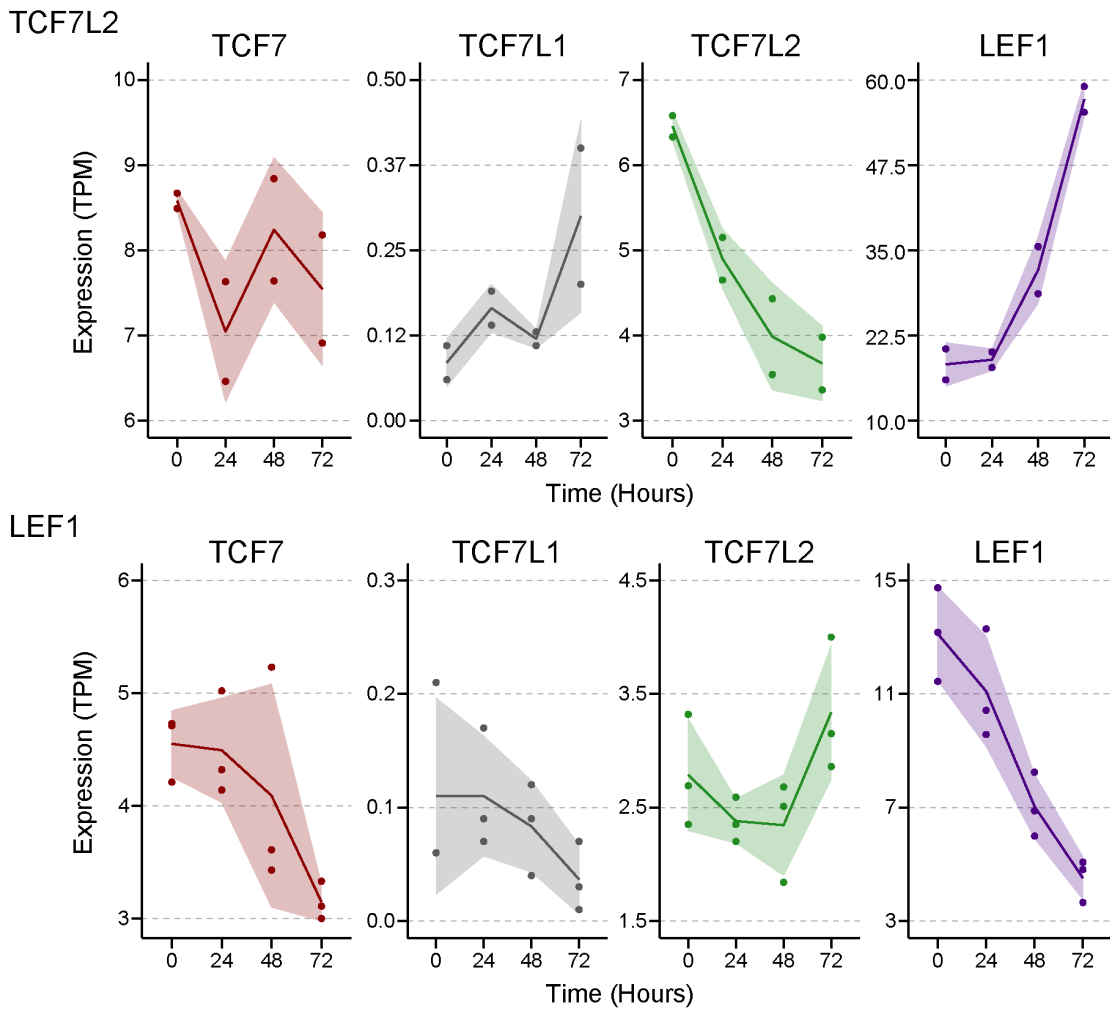 TCF7L2
TCF7 TCF7L1 TCF7L2 LEF1
Expression (TPM)
10 0.50 7 60.0
9 0.37 6 47.5
8 0.25 5 35.0
7 0.12 4 22.5
6 0.00 3 10.0
0 24 48 72 0 24 48 72 0 24 48 72 0 24 48 72
Time (Hours)
LEF1
TCF7 TCF7L1 TCF7L2 LEF1
Expression (TPM)
6 0.3 4.5 15
5 0.2 3.5 11
4 0.1 2.5 7
3 0.0 1.5 3
0 24 48 72 0 24 48 72 0 24 48 72 0 24 48 72
Time (Hours)